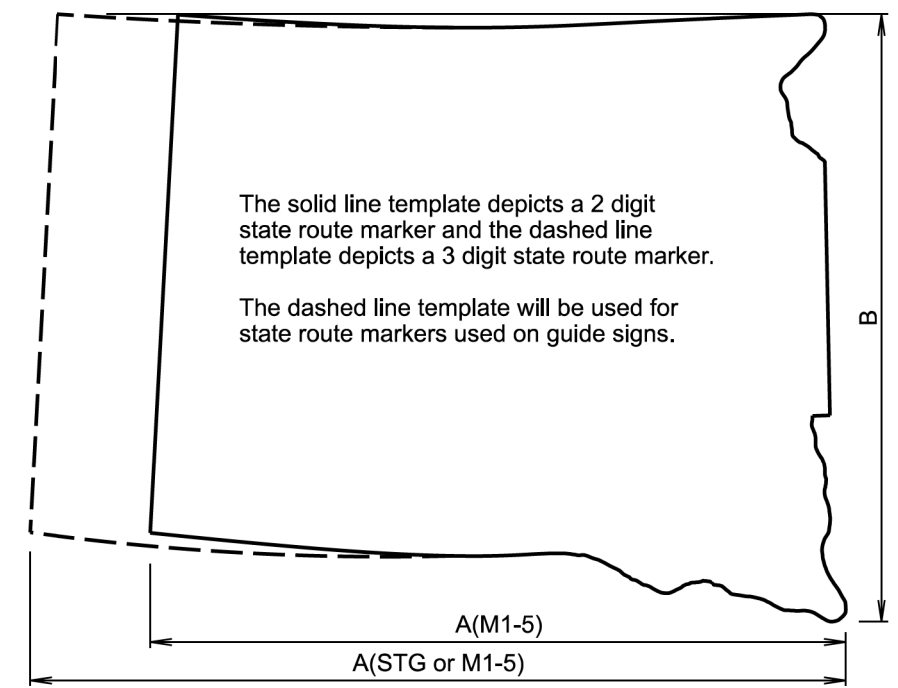 The solid line template depicts a 2 digit
state route marker and the dashed line
template depicts a 3 digit state route marker.
The dashed line template will be used for
state route markers used on guide signs.
B
A(M1-5)
A(STG or M1-5)